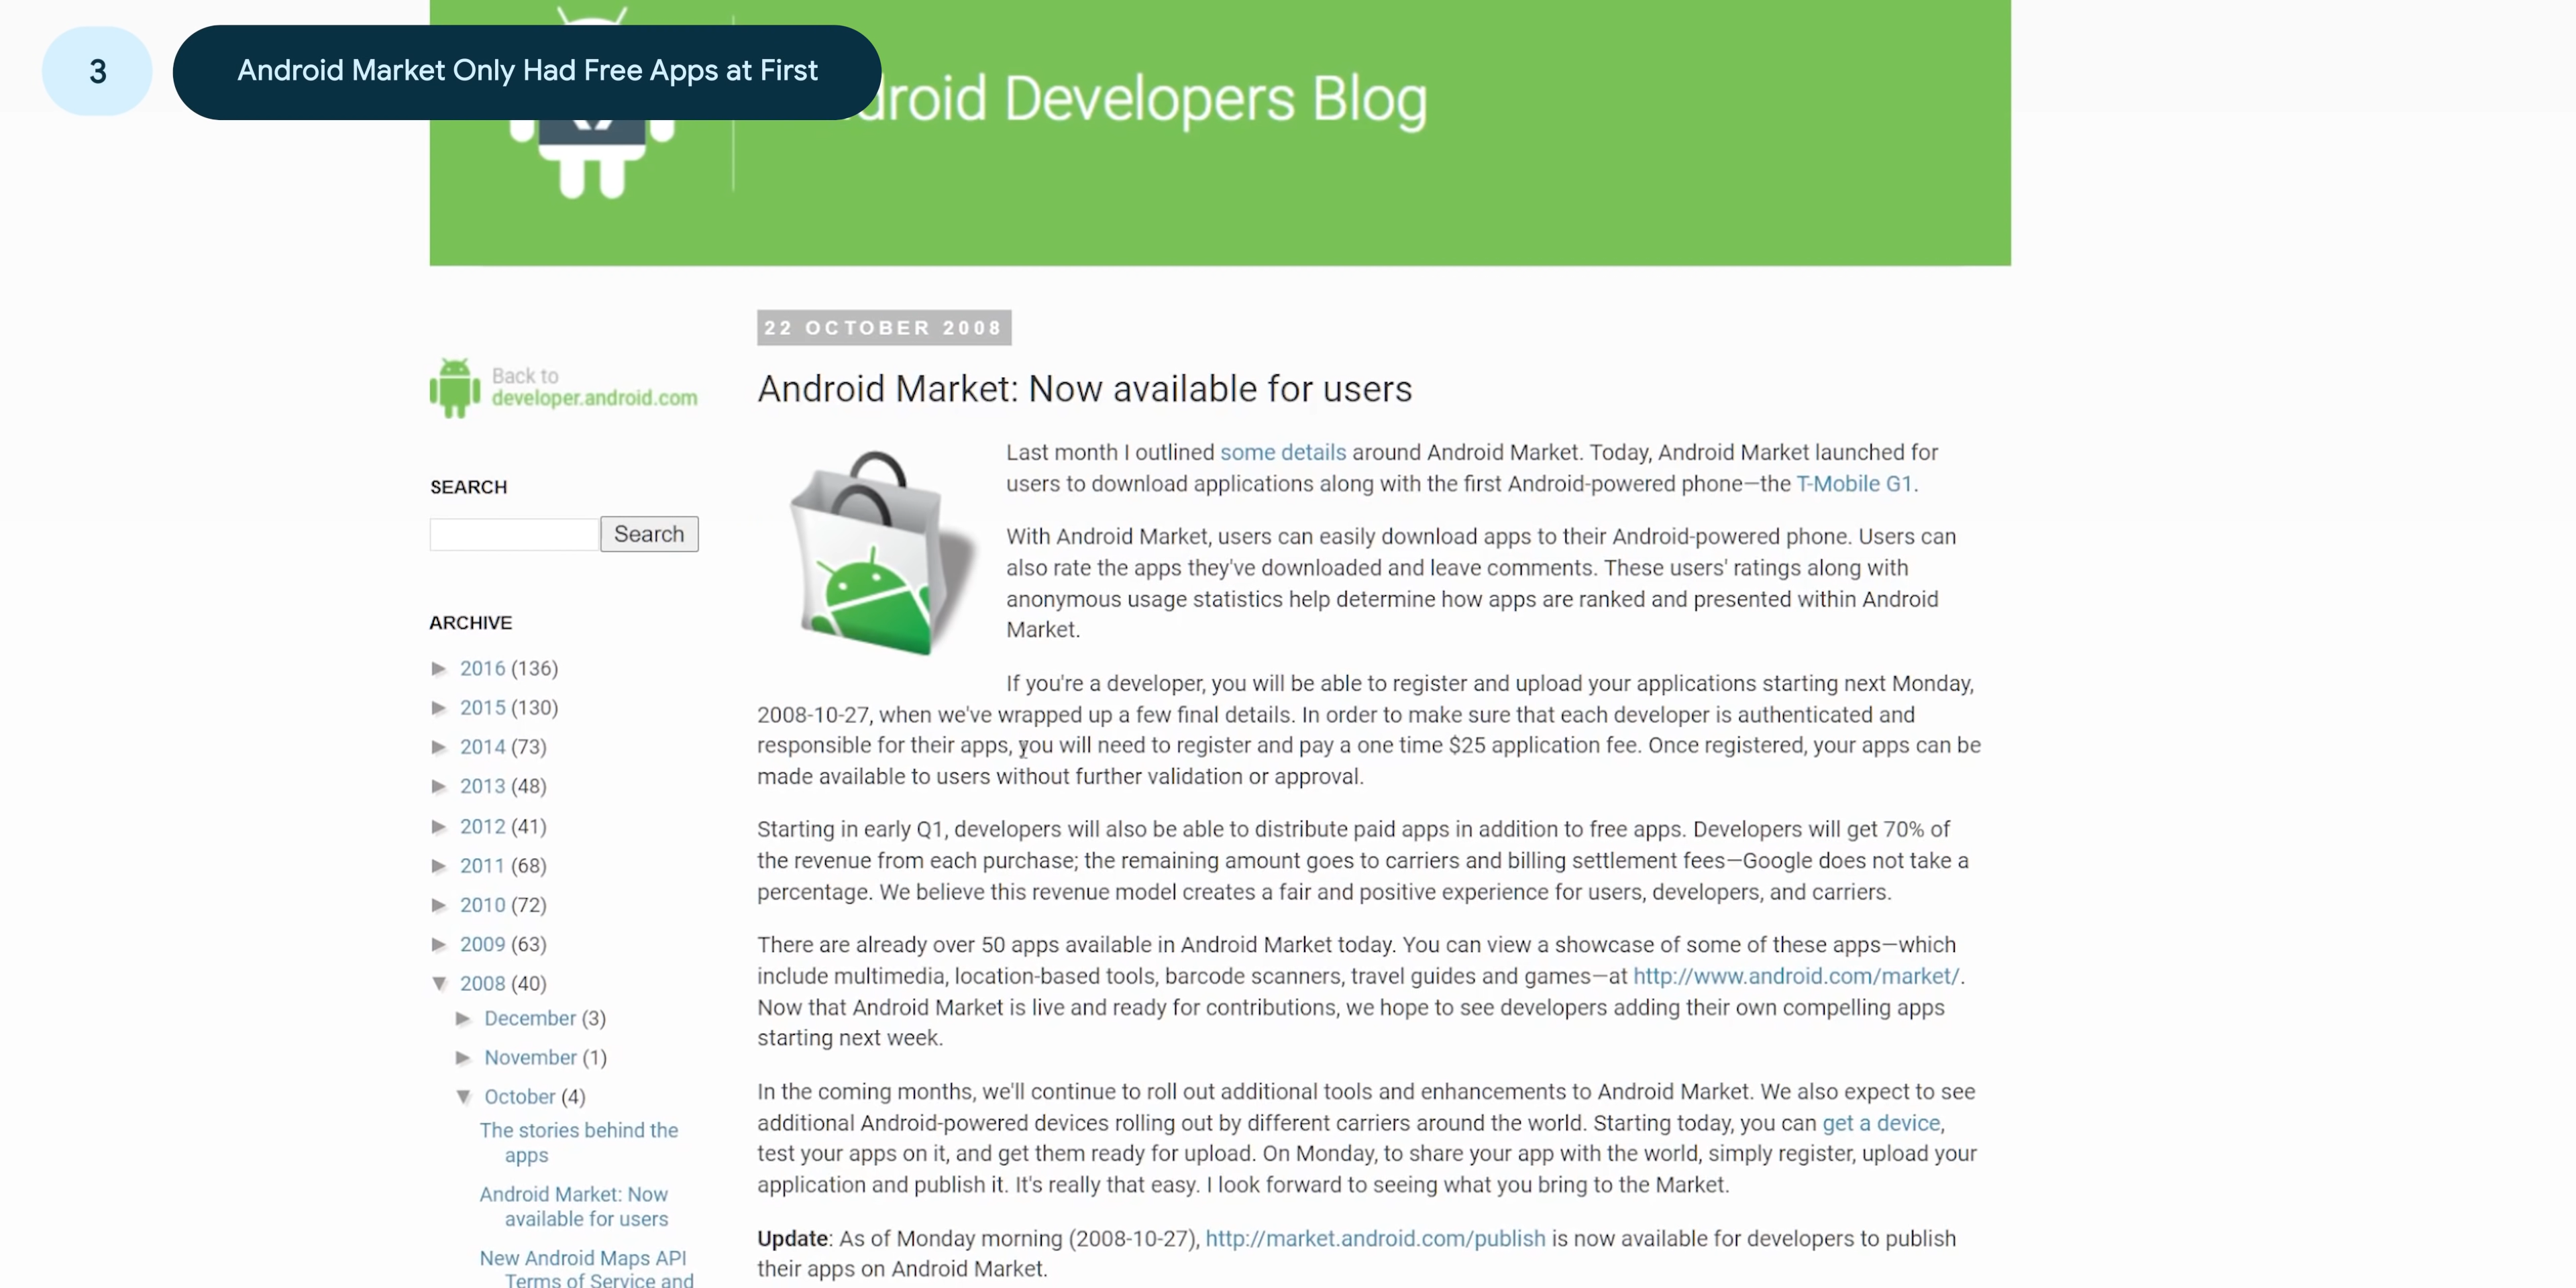 3
Android Market Only Had Free Apps at First
droid Developers Blog
22 OCTOBER 2008
Back to
developer.android.com
SEARCH
Search
ARCHIVE
► 2016 (136)
► 2015 (130)
► 2014 (73)
► 2013 (48)
► 2012 (41)
► 2011 (68)
► 2010 (72)
► 2009 (63)
▼ 2008 (40)
► December (3)
► November (1)
▼ October (4)
The stories behind the
apps
Android Market: Now
available for users
New Android Maps API
Terms of Service and
Android Market: Now available for users
Last month I outlined some details around Android Market. Today, Android Market launched for
users to download applications along with the first Android-powered phone—the T-Mobile G1.
With Android Market, users can easily download apps to their Android-powered phone. Users can
also rate the apps they've downloaded and leave comments. These users' ratings along with
anonymous usage statistics help determine how apps are ranked and presented within Android
Market.
If you're a developer, you will be able to register and upload your applications starting next Monday,
2008-10-27, when we've wrapped up a few final details. In order to make sure that each developer is authenticated and
responsible for their apps, you will need to register and pay a one time $25 application fee. Once registered, your apps can be
made available to users without further validation or approval.
Starting in early Q1, developers will also be able to distribute paid apps in addition to free apps. Developers will get 70% of
the revenue from each purchase; the remaining amount goes to carriers and billing settlement fees—Google does not take a
percentage. We believe this revenue model creates a fair and positive experience for users, developers, and carriers.
There are already over 50 apps available in Android Market today. You can view a showcase of some of these apps—which
include multimedia, location-based tools, barcode scanners, travel guides and games—at http://www.android.com/market/.
Now that Android Market is live and ready for contributions, we hope to see developers adding their own compelling apps
starting next week.
In the coming months, we'll continue to roll out additional tools and enhancements to Android Market. We also expect to see
additional Android-powered devices rolling out by different carriers around the world. Starting today, you can get a device,
test your apps on it, and get them ready for upload. On Monday, to share your app with the world, simply register, upload your
application and publish it. It's really that easy. I look forward to seeing what you bring to the Market.
Update: As of Monday morning (2008-10-27), http://market.android.com/publish is now available for developers to publish
their apps on Android Market.